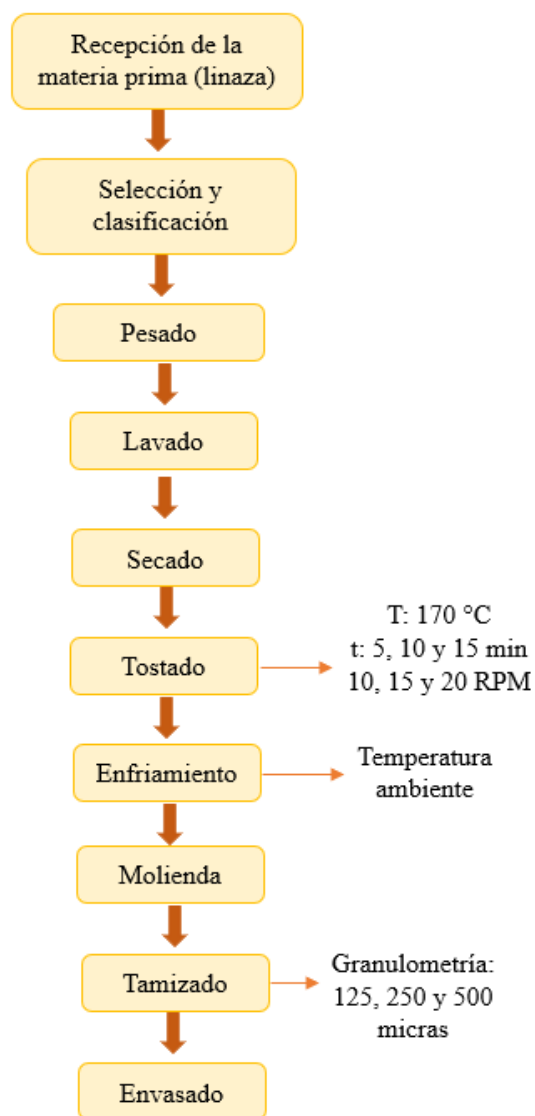 Recepción de la
materia prima (linaza)
Selección y
clasificación
Pesado
Lavado
Secado
Tostado
T: 170 °C
t: 5, 10 y 15 min
10, 15 y 20 RPM
Enfriamiento
Temperatura
ambiente
Molienda
Tamizado
Granulometría:
125, 250 y 500
micras
Envasado